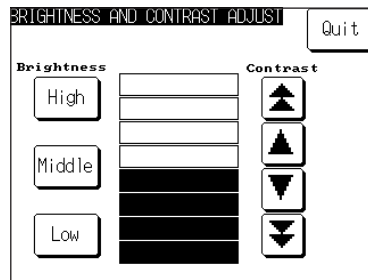 BRIGHTNESS AND CONTRAST ADJUST
Quit
Brightness
Contrast
High
Middle
Low